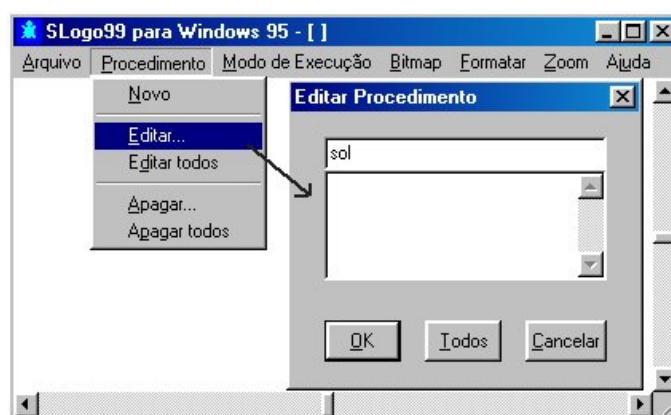 SLogo99 para Windows 95 - [ ]
Arquivo Procedimento Modo de Execução Bitmap Formatar Zoom Ajuda
Novo
Editar...
Editar todos
Apagar...
Apagar todos
Editar Procedimento
sol
OK Todos Cancelar